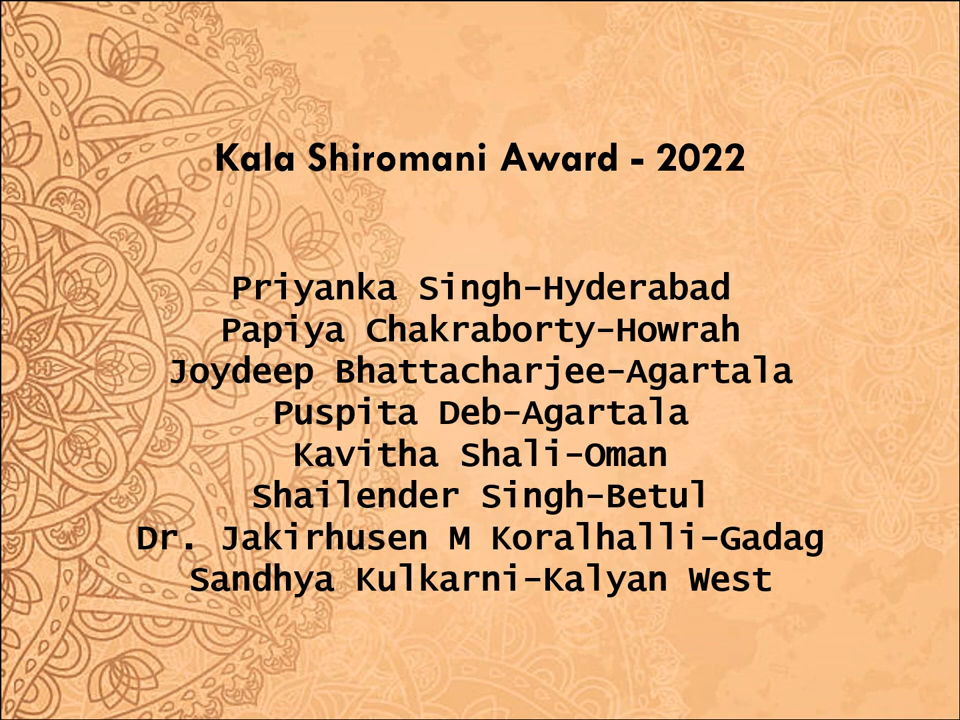 Kala Shiromani Award - 2022
Priyanka Singh-Hyderabad
Papiya Chakraborty-Howrah
Joydeep Bhattacharjee-Agartala
Puspita Deb-Agartala
Kavitha Shali-Oman
Shailender Singh-Betul
Dr. Jakirhusen M Koralhalli-Gadag
Sandhya Kulkarni-Kalyan West